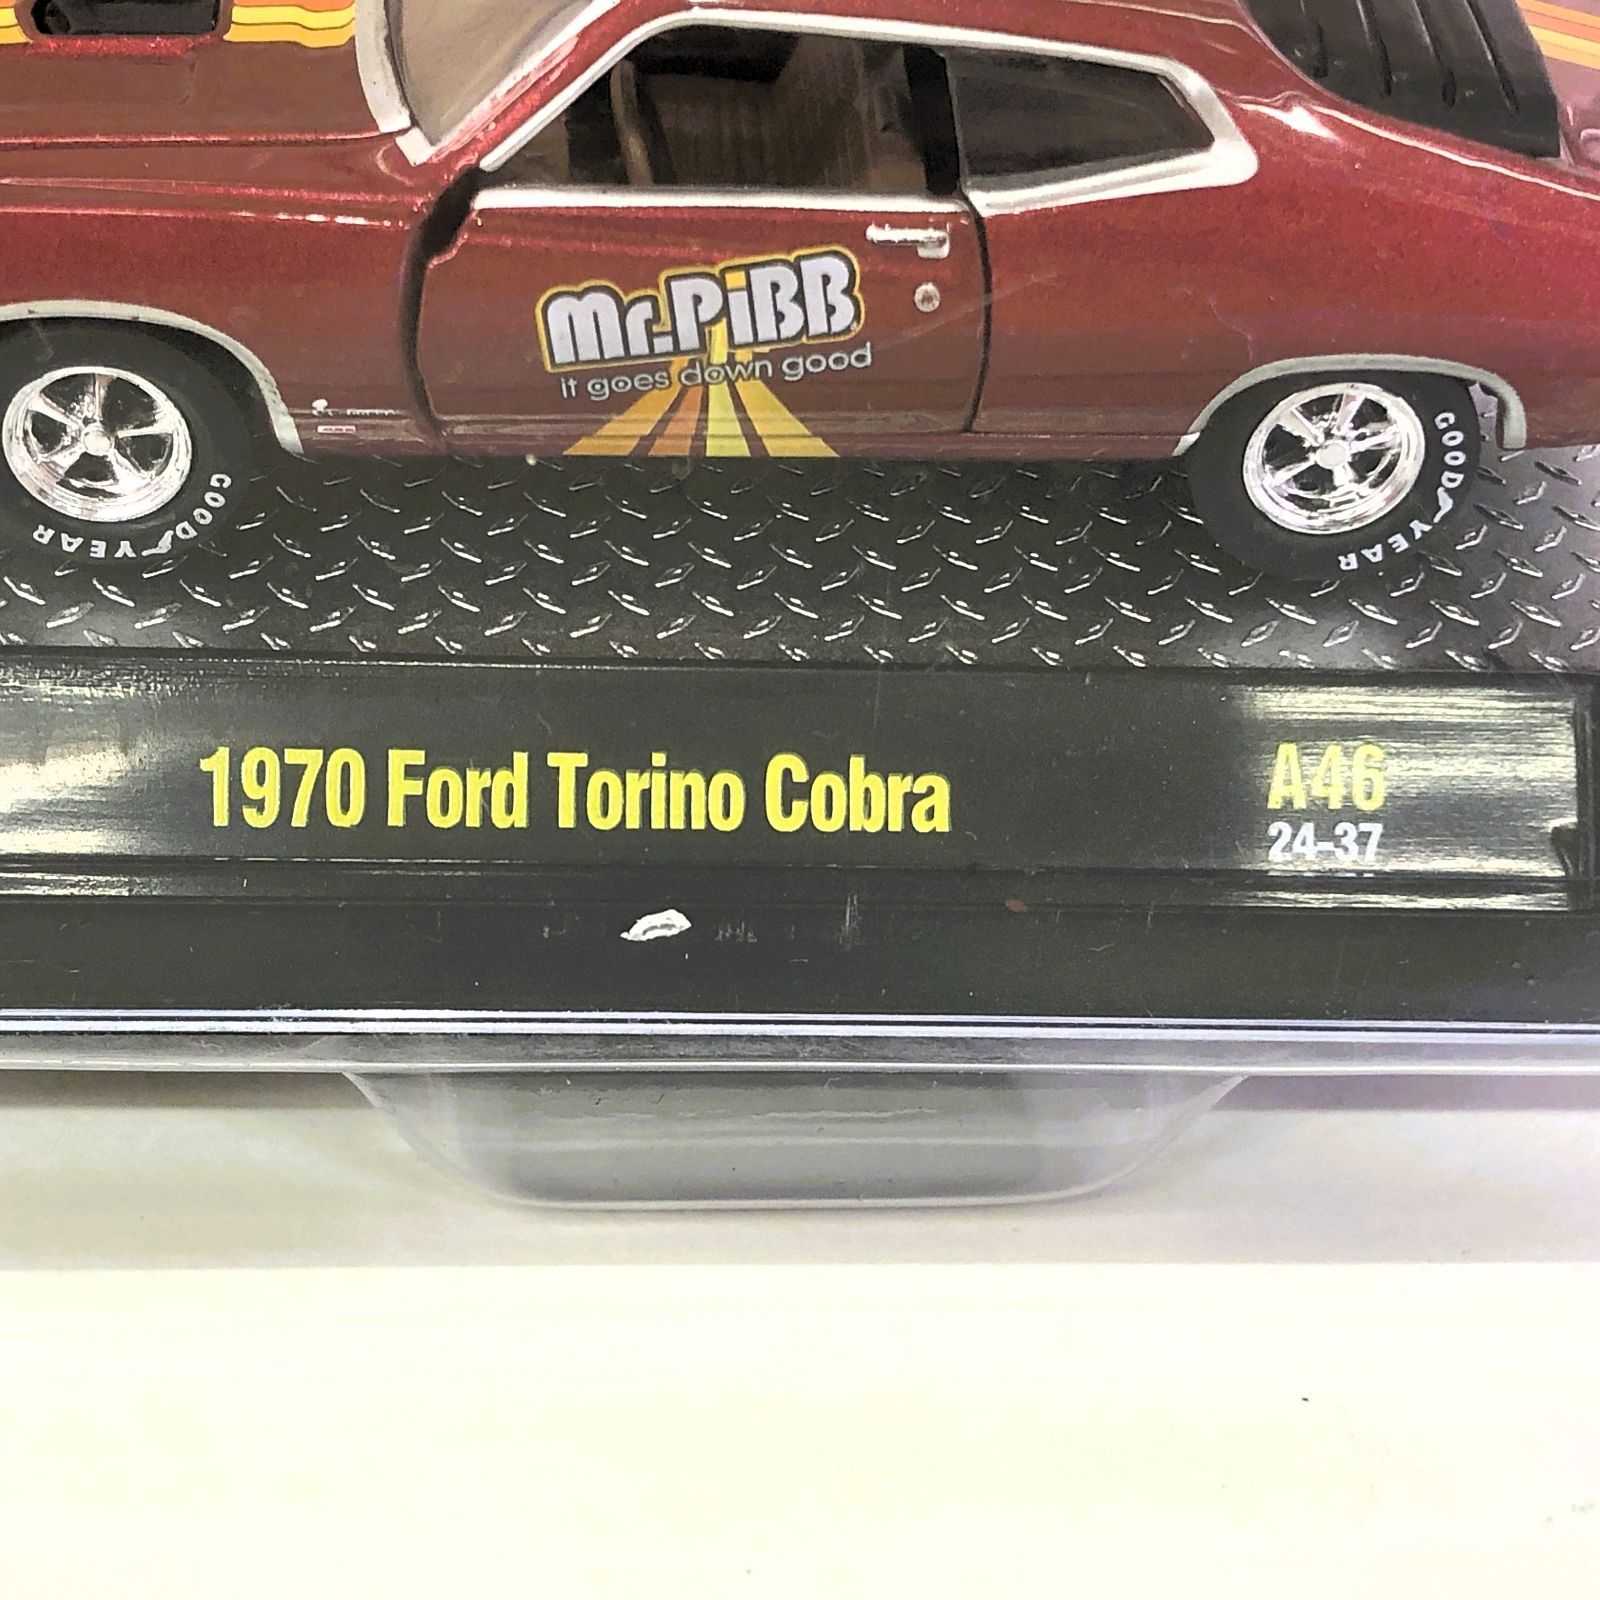 Mr.PiBB
it goes down good
GOODYEAR
GOODYEAR
1970 Ford Torino Cobra
A46
24-37